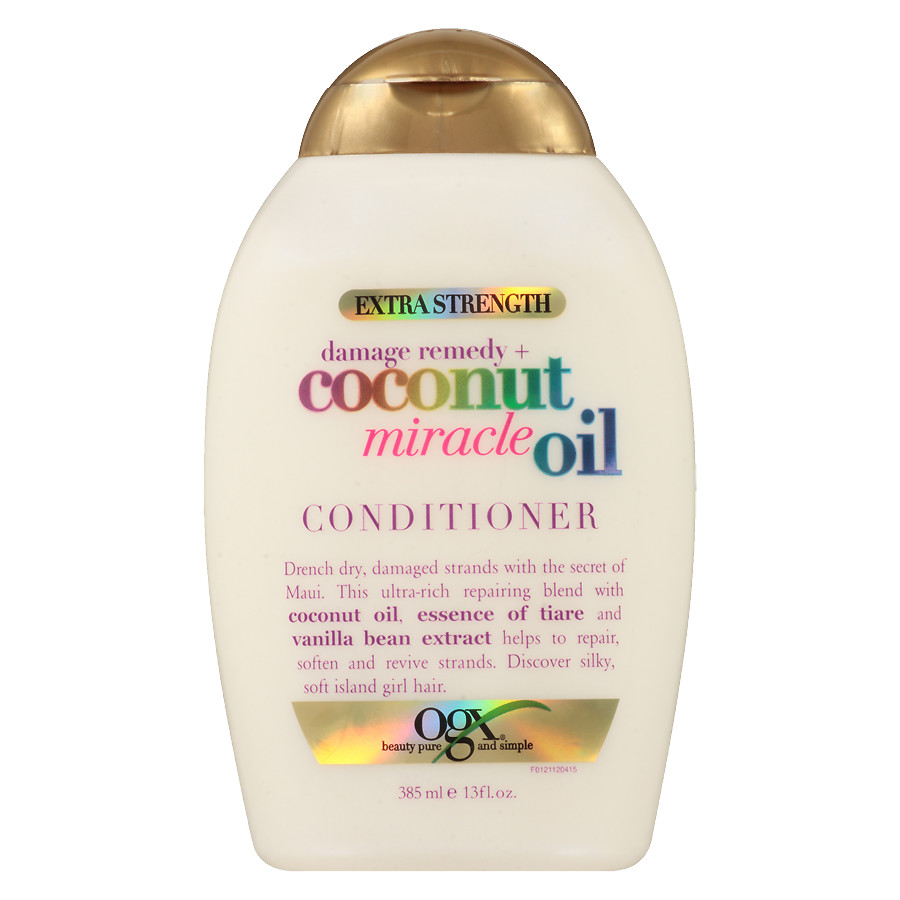 EXTRA STRENGTH
damage remedy +
coconut
miracle oil
CONDITIONER
Drench dry, damaged strands with the secret of
Maui. This ultra-rich repairing blend with
coconut oil, essence of tiare and
vanilla bean extract helps to repair,
soften and revive strands. Discover silky,
soft island girl hair.
ogx®
beauty pure and simple
F0121120415
385 ml e 13fl.oz.